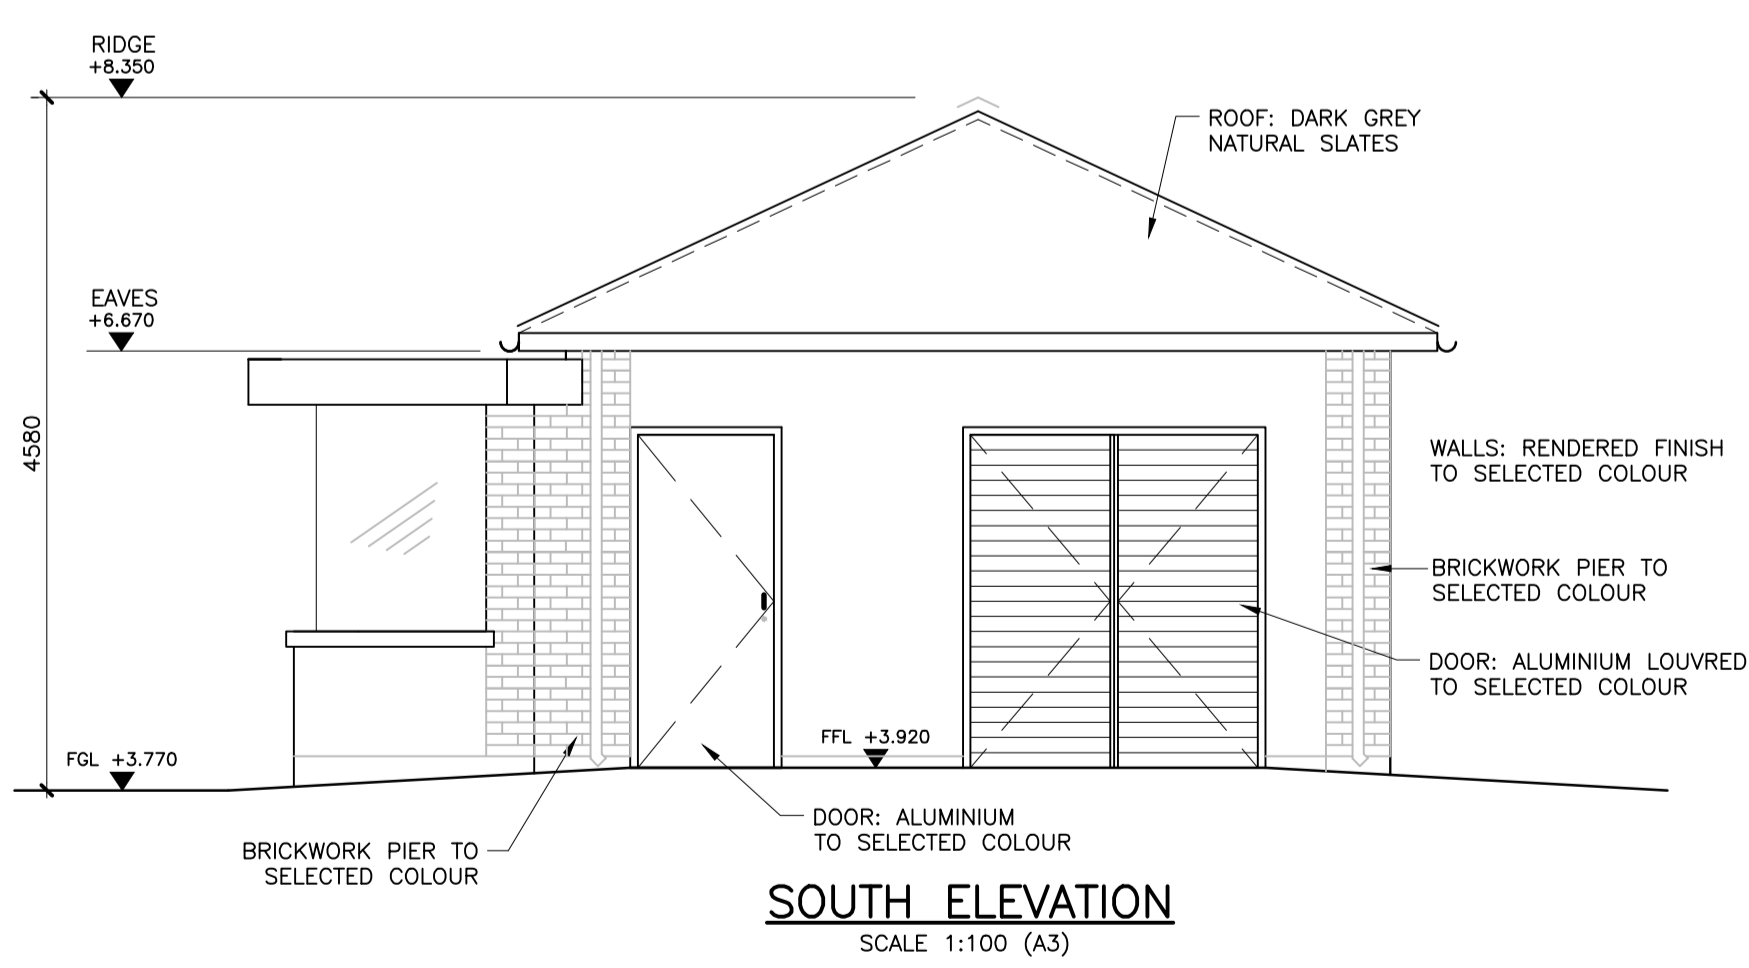 RIDGE
+8.350
ROOF: DARK GREY
NATURAL SLATES
EAVES
+6.670
4580
WALLS: RENDERED FINISH
TO SELECTED COLOUR
BRICKWORK PIER TO
SELECTED COLOUR
DOOR: ALUMINIUM LOUVRED
TO SELECTED COLOUR
FGL +3.770
FFL +3.920
DOOR: ALUMINIUM
TO SELECTED COLOUR
BRICKWORK PIER TO
SELECTED COLOUR
SOUTH ELEVATION
SCALE 1:100 (A3)